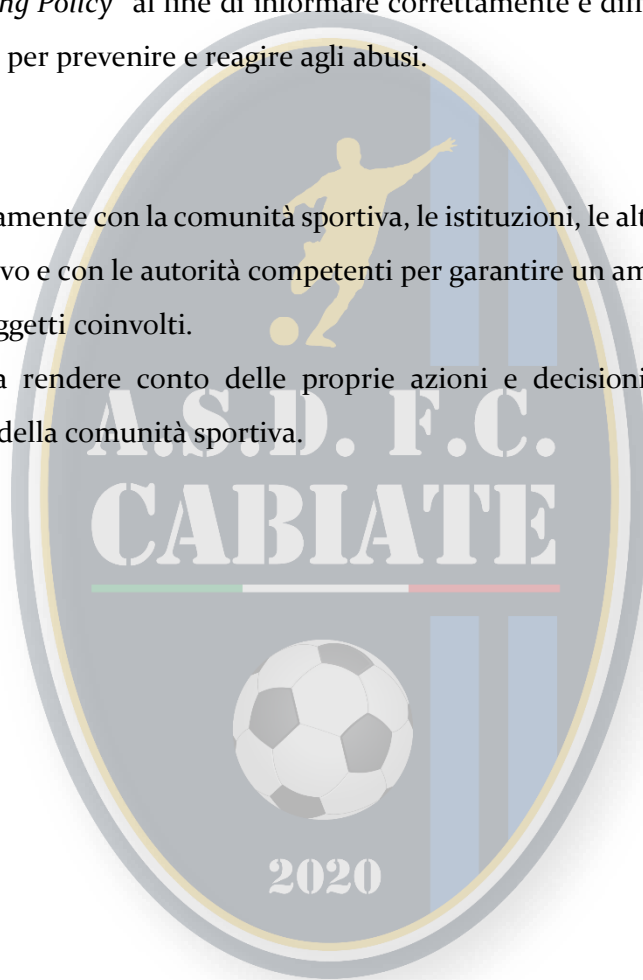 ng Policy" al fine di informare correttamente e diff
per prevenire e reagire agli abusi.
amente con la comunità sportiva, le istituzioni, le alt
vo e con le autorità competenti per garantire un am
ggetti coinvolti.
a rendere conto delle proprie azioni e decisioni
della comunità sportiva.
A.S.D. F.C.
CABIATE
2020